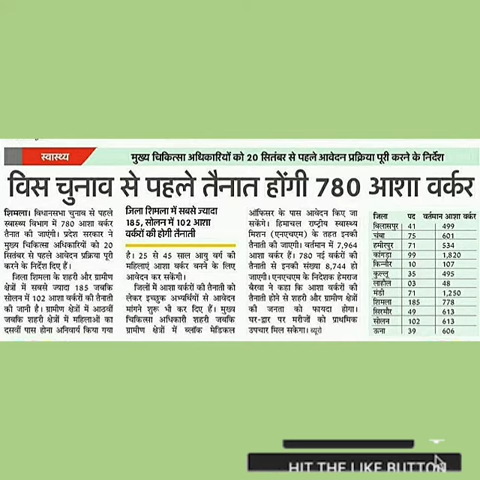 स्वास्थ्य
मुख्य चिकित्सा अधिकारियों को 20 सितंबर से पहले आवेदन प्रक्रिया पूरी करने के निर्देश
विस चुनाव से पहले तैनात होंगी 780 आशा वर्कर
शिमला। विधानसभा चुनाव से पहले
स्वास्थ्य विभाग में 780 आशा वर्कर
तैनात की जाएंगी। प्रदेश सरकार ने
मुख्य चिकित्सा अधिकारियों को 20
सितंबर से पहले आवेदन प्रक्रिया पूरी
करने के निर्देश दिए हैं।
जिला शिमला के शहरी और ग्रामीण
क्षेत्रों में सबसे ज्यादा 185 जबकि
सोलन में 102 आशा वर्करों की तैनाती
की जानी है। ग्रामीण क्षेत्रों में आठवीं
जबकि शहरी क्षेत्रों में महिलाओं का
दसवीं पास होना अनिवार्य किया गया
जिला शिमला में सबसे ज्यादा
185, सोलन में 102 आशा
वर्करों की होगी तैनाती
है। 25 से 45 साल आयु वर्ग की
महिलाएं आशा वर्कर बनने के लिए
आवेदन कर सकेंगी।
जिलों में आशा वर्करों की तैनाती को
लेकर इच्छुक अभ्यर्थियों से आवेदन
मांगने शुरू भी कर दिए हैं। मुख्य
चिकित्सा अधिकारी शहरी जबकि
ग्रामीण क्षेत्रों में ब्लॉक मेडिकल
ऑफिसर के पास आवेदन किए जा
सकेंगे। हिमाचल राष्ट्रीय स्वास्थ्य
मिशन (एनएचएम) के तहत इनकी
तैनाती की जाएगी। वर्तमान में 7,964
आशा वर्कर हैं। 780 नई वर्करों की
तैनाती से इनकी संख्या 8,744 हो
जाएगी। एनएचएम के निदेशक हेमराज
बैरवा ने कहा कि आशा वर्करों की
तैनाती होने से शहरी और ग्रामीण क्षेत्रों
की जनता को फायदा होगा।
घर-द्वार पर मरीजों को प्राथमिक
उपचार मिल सकेगा। ब्यूरो
जिला पद वर्तमान आशा वर्कर
बिलासपुर 41 499
चंबा 75 601
हमीरपुर 71 534
कांगड़ा 99 1,820
किन्नौर 10 107
कुल्लू 35 495
लाहौल 03 48
मंडी 71 1,250
शिमला 185 778
सिरमौर 49 613
सोलन 102 613
ऊना 39 606
HIT THE LIKE BUTTON